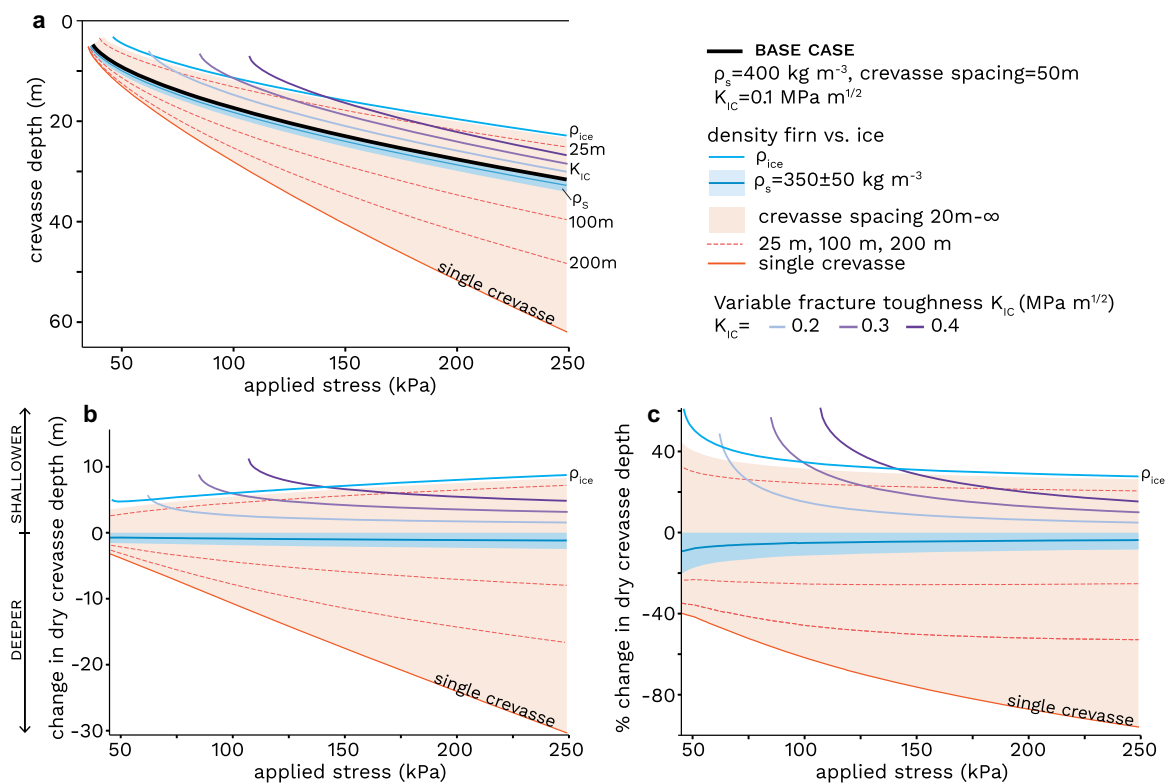 a
0
20
40
60
crevasse depth (m)
50
100
150
200
250
applied stress (kPa)
ρice
25m
KIC
ρS
100m
200m
single crevasse
BASE CASE
ρs=400 kg m⁻³, crevasse spacing=50m
KIC=0.1 MPa m1/2
density firn vs. ice
ρice
ρs=350±50 kg m⁻³
crevasse spacing 20m-∞
25 m, 100 m, 200 m
single crevasse
Variable fracture toughness KIC (MPa m1/2)
KIC= 0.2 0.3 0.4
b
SHALLOWER
DEEPER
change in dry crevasse depth (m)
10
0
-10
-20
-30
50
100
150
200
250
applied stress (kPa)
ρice
single crevasse
c
% change in dry crevasse depth
40
0
-40
-80
50
100
150
200
250
applied stress (kPa)
ρice
single crevasse